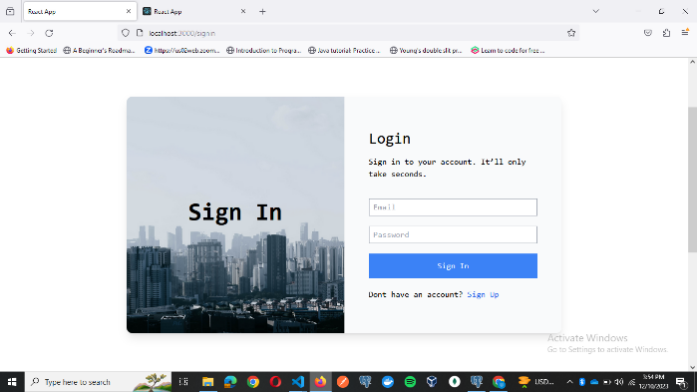 React App
React App
localhost:3000/signin
Getting Started
A Beginner's Roadma...
https://us02web.zoom...
Introduction to Progra...
Java tutorial: Practice ...
Young's double slit pr...
Learn to code for free ...
Sign In
Login
Sign in to your account. It'll only
take seconds.
Email
Password
Sign In
Dont have an account? Sign Up
Activate Windows
Go to Settings to activate Windows.
Type here to search
USD...
3:54 PM
12/10/2023